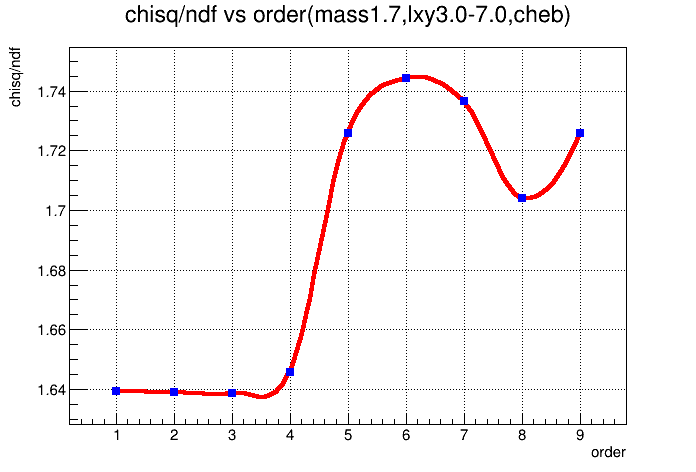 chisq/ndf vs order(mass1.7,lxy3.0-7.0,cheb)
chisq/ndf
1.74
1.72
1.7
1.68
1.66
1.64
1 2 3 4 5 6 7 8 9
order